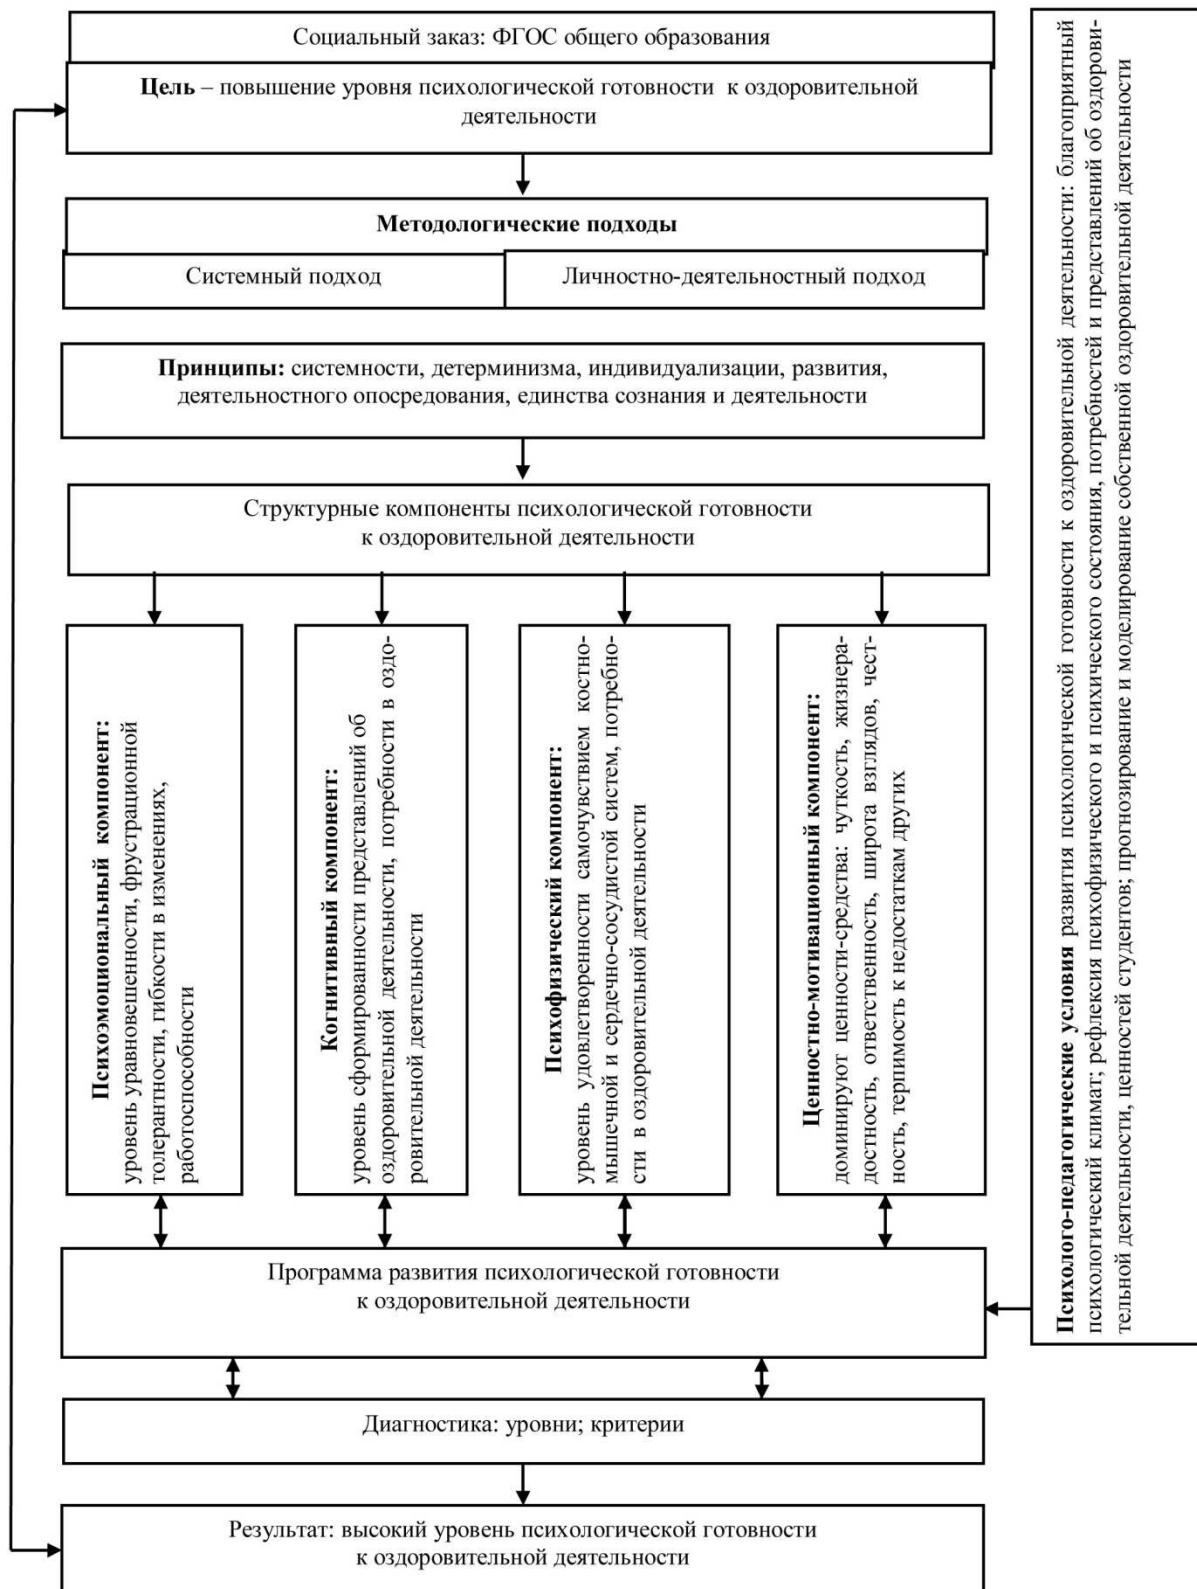 Социальный заказ: ФГОС общего образования
Цель – повышение уровня психологической готовности к оздоровительной
деятельности
Методологические подходы
Системный подход
Личностно-деятельностный подход
Принципы: системности, детерминизма, индивидуализации, развития,
деятельностного опосредования, единства сознания и деятельности
Структурные компоненты психологической готовности
к оздоровительной деятельности
Психоэмоциональный компонент:
уровень уравновешенности, фрустрационной
толерантности, гибкости в изменениях,
работоспособности
Когнитивный компонент:
уровень сформированности представлений об
оздоровительной деятельности, потребности в оздо-
ровительной деятельности
Психофизический компонент:
уровень удовлетворенности самочувствием костно-
мышечной и сердечно-сосудистой систем, потребно-
сти в оздоровительной деятельности
Ценностно-мотивационный компонент:
доминируют ценности-средства: чуткость, жизнера-
достность, ответственность, широта взглядов, чест-
ность, терпимость к недостаткам других
Программа развития психологической готовности
к оздоровительной деятельности
Диагностика: уровни; критерии
Результат: высокий уровень психологической готовности
к оздоровительной деятельности
Психолого-педагогические условия развития психологической готовности к оздоровительной деятельности: благоприятный
психологический климат; рефлексия психофизического и психического состояния, потребностей и представлений об оздорови-
тельной деятельности, ценностей студентов; прогнозирование и моделирование собственной оздоровительной деятельности